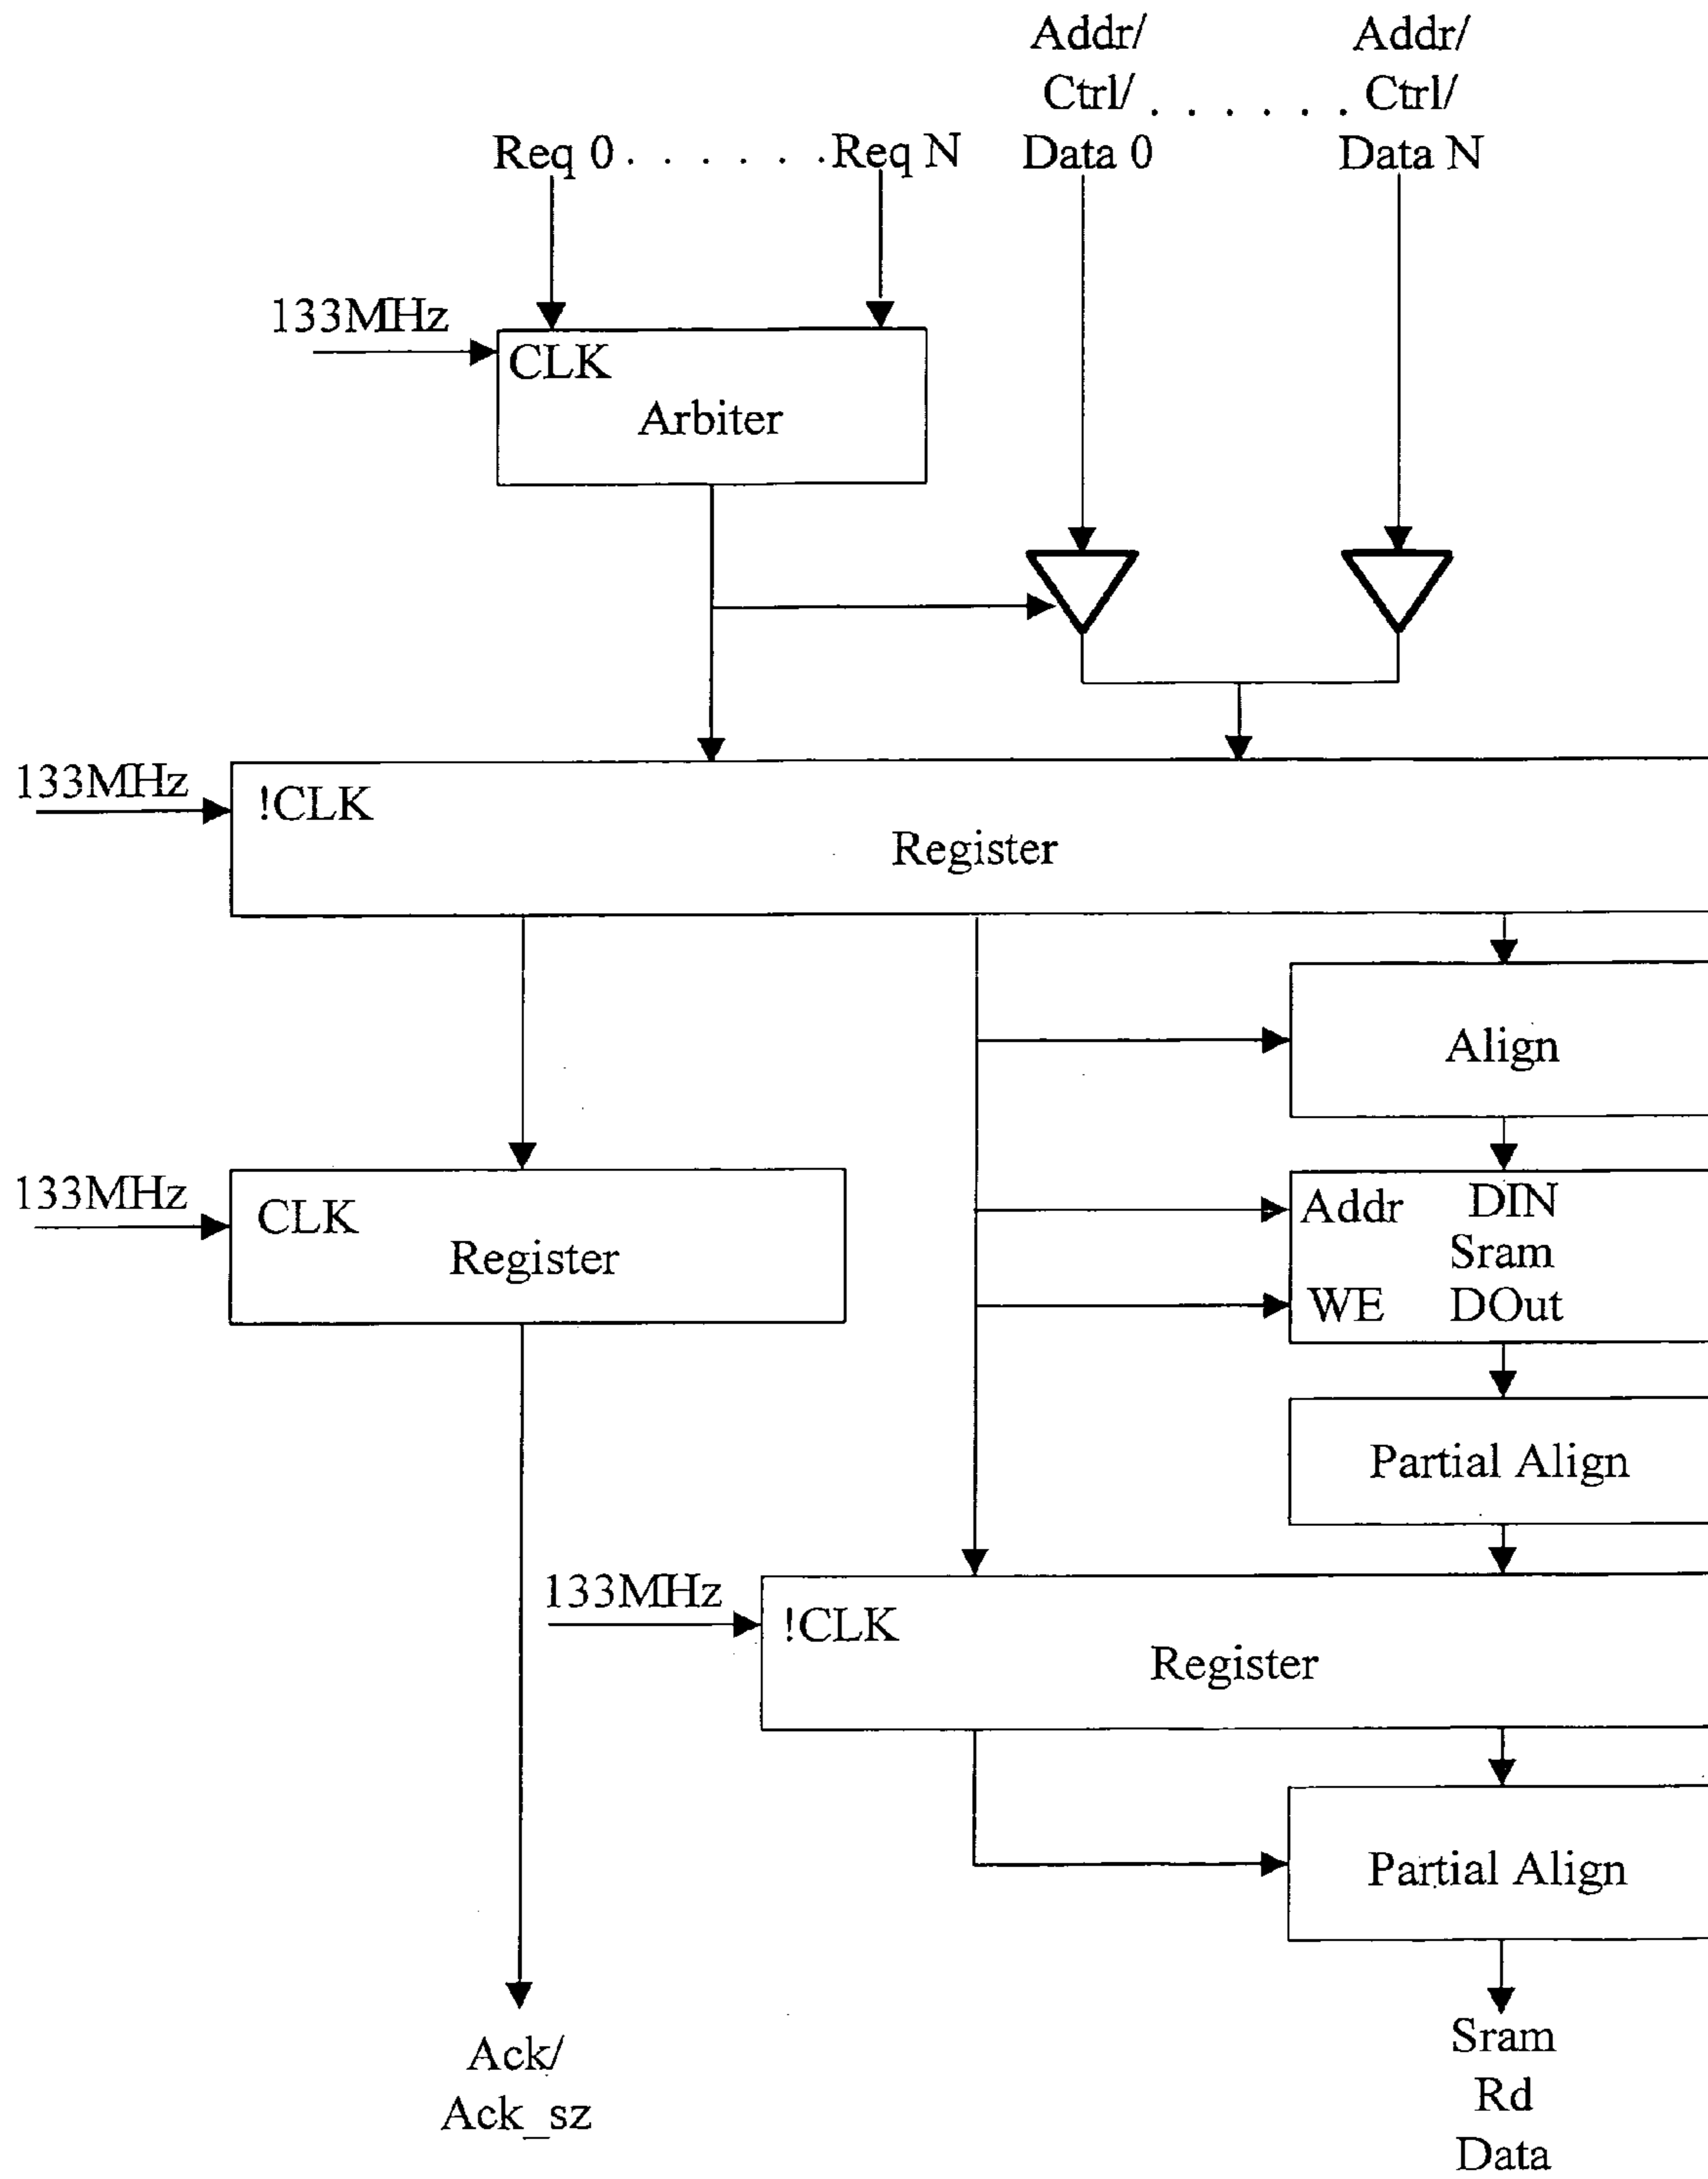 Addr/ Addr/
Ctrl/ . . . . . . Ctrl/
Req 0 . . . . . . Req N Data 0 Data N
133MHz
CLK
Arbiter
133MHz
!CLK
Register
Align
133MHz
CLK
Register
Addr DIN
Sram
WE DOut
Partial Align
133MHz
!CLK
Register
Partial Align
Ack/
Ack_sz
Sram
Rd
Data